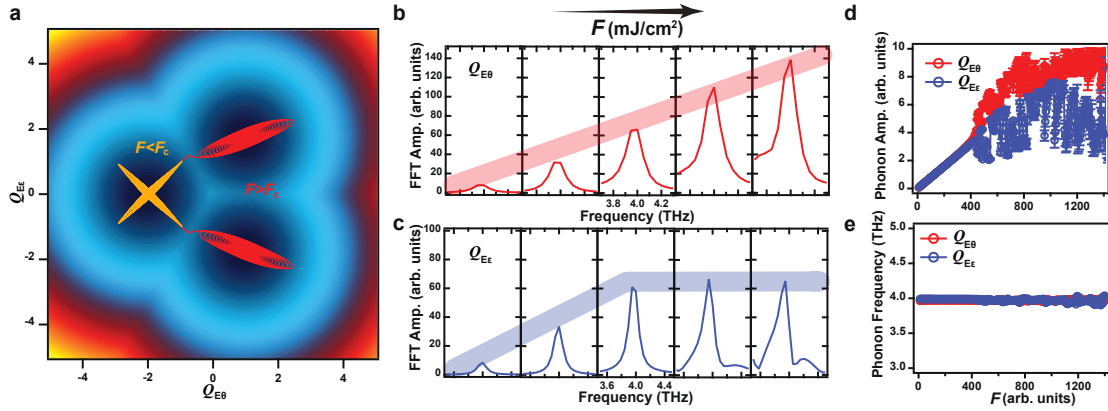 a
4
2
0
-2
-4
Q_Eε
-4
-2
0
2
4
Q_Eθ
F<F_c
F>F_c
F (mJ/cm²)
b
FFT Amp. (arb. units)
140
120
100
80
60
40
20
0
Q_Eθ
3.8 4.0 4.2
Frequency (THz)
c
FFT Amp. (arb. units)
100
80
60
40
20
0
Q_Eε
3.6 4.0 4.4
Frequency (THz)
d
Phonon Amp. (arb. units)
10
8
6
4
2
0
Q_Eθ
Q_Eε
0 400 800 1200
e
Phonon Frequency (THz)
5.0
4.5
4.0
3.5
3.0
Q_Eθ
Q_Eε
0 400 800 1200
F (arb. units)